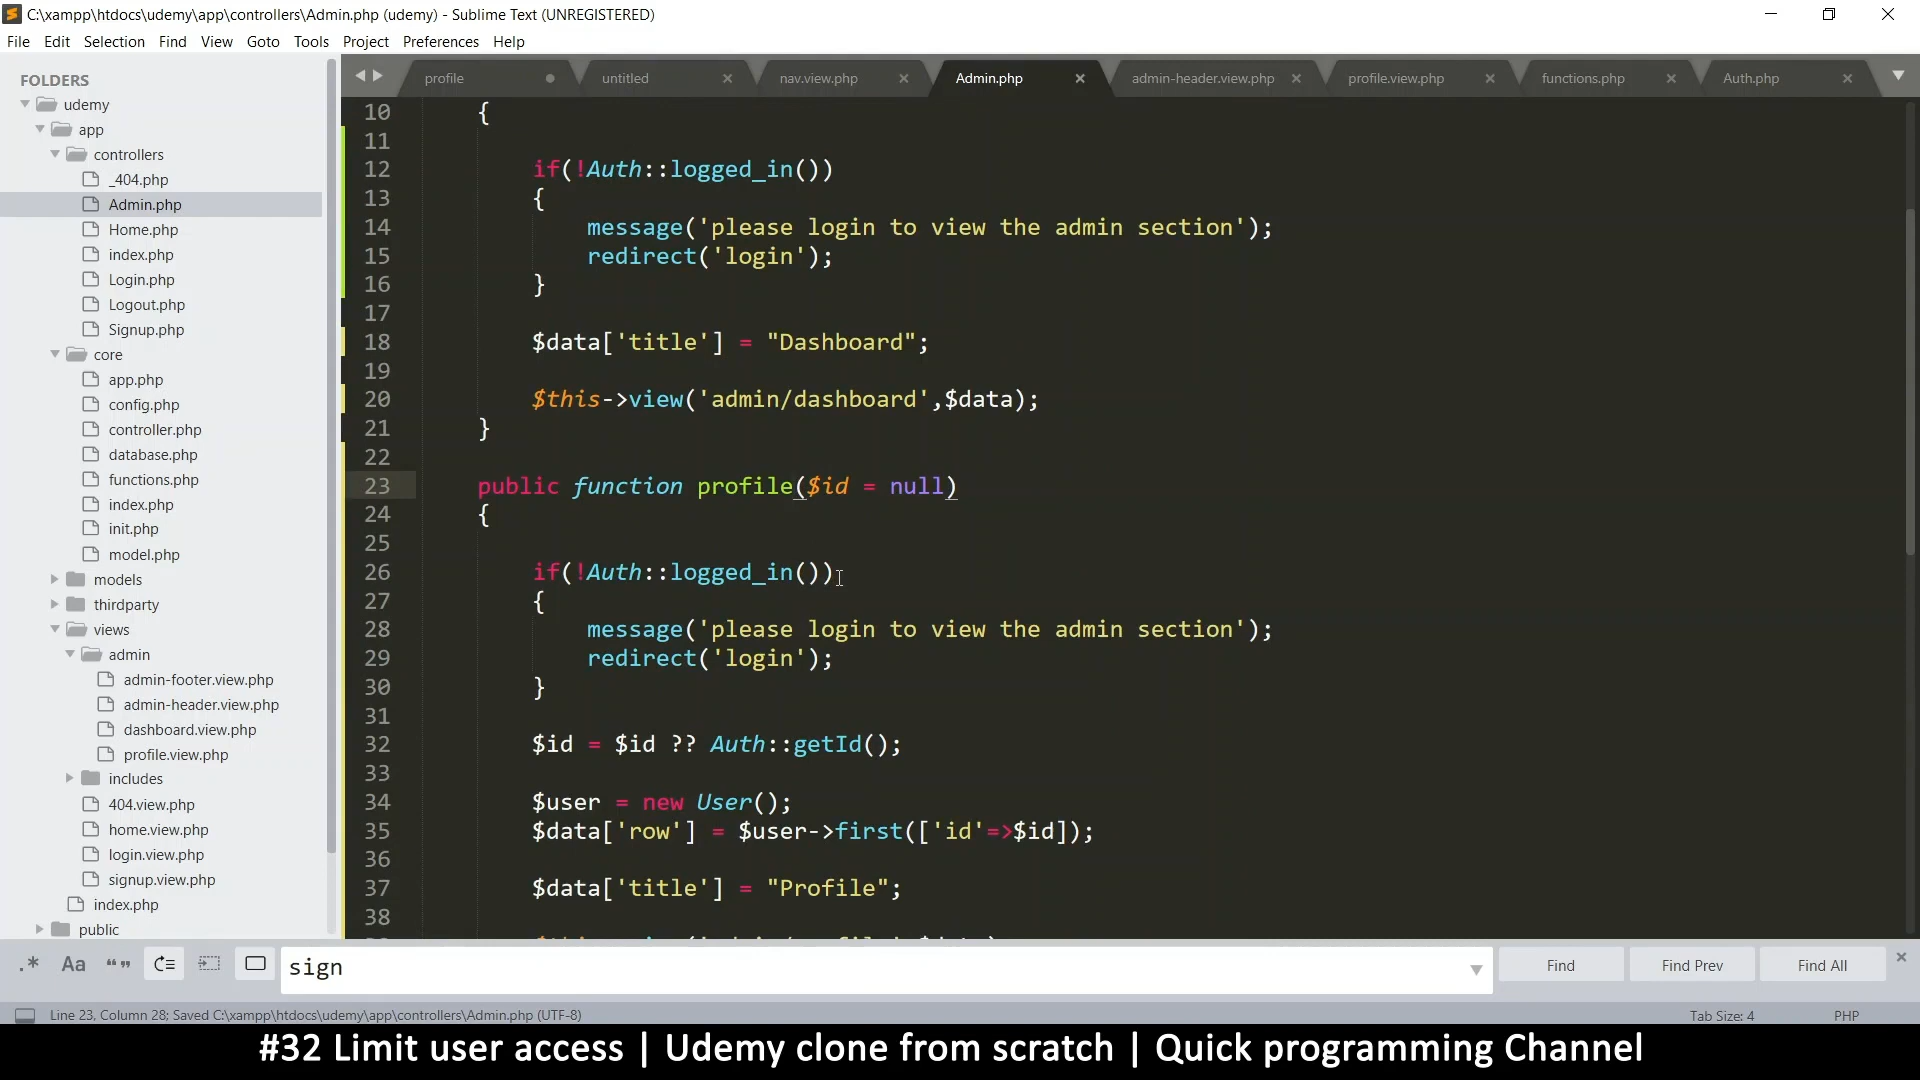 C:\xampp\htdocs\udemy\app\controllers\Admin.php (udemy) - Sublime Text (UNREGISTERED)
File Edit Selection Find View Goto Tools Project Preferences Help
FOLDERS
udemy
app
controllers
_404.php
Admin.php
Home.php
index.php
Login.php
Logout.php
Signup.php
core
app.php
config.php
controller.php
database.php
functions.php
index.php
init.php
model.php
models
thirdparty
views
admin
admin-footer.view.php
admin-header.view.php
dashboard.view.php
profile.view.php
includes
404.view.php
home.view.php
login.view.php
signup.view.php
index.php
public
profile untitled nav.view.php Admin.php admin-header.view.php profile.view.php functions.php Auth.php
10 {
11
12 if(!Auth::logged_in())
13 {
14 message('please login to view the admin section');
15 redirect('login');
16 }
17
18 $data['title'] = "Dashboard";
19
20 $this->view('admin/dashboard',$data);
21 }
22
23 public function profile($id = null)
24 {
25
26 if(!Auth::logged_in())
27 {
28 message('please login to view the admin section');
29 redirect('login');
30 }
31
32 $id = $id ?? Auth::getId();
33
34 $user = new User();
35 $data['row'] = $user->first(['id'=>$id]);
36
37 $data['title'] = "Profile";
38
.* Aa “” sign Find Find Prev Find All
Line 23, Column 28; Saved C:\xampp\htdocs\udemy\app\controllers\Admin.php (UTF-8) Tab Size: 4 PHP
#32 Limit user access | Udemy clone from scratch | Quick programming Channel